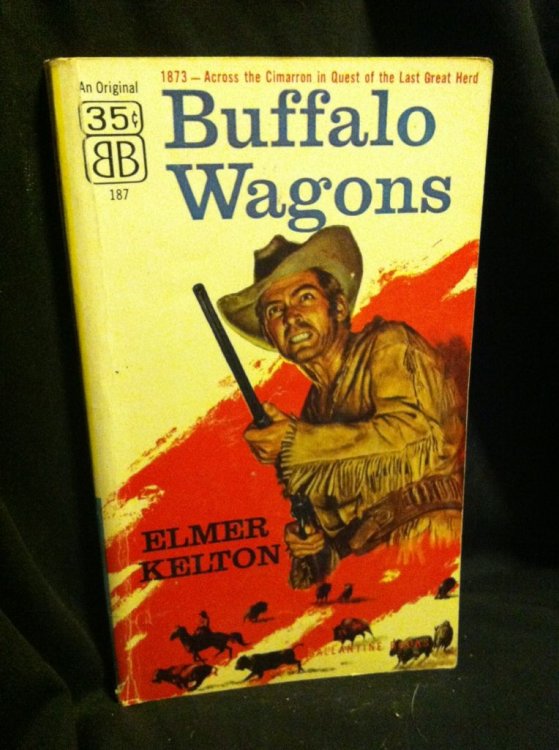 1873 — Across the Cimarron in Quest of the Last Great Herd
An Original
35¢
BB
187
Buffalo
Wagons
ELMER
KELTON
BALLANTINE